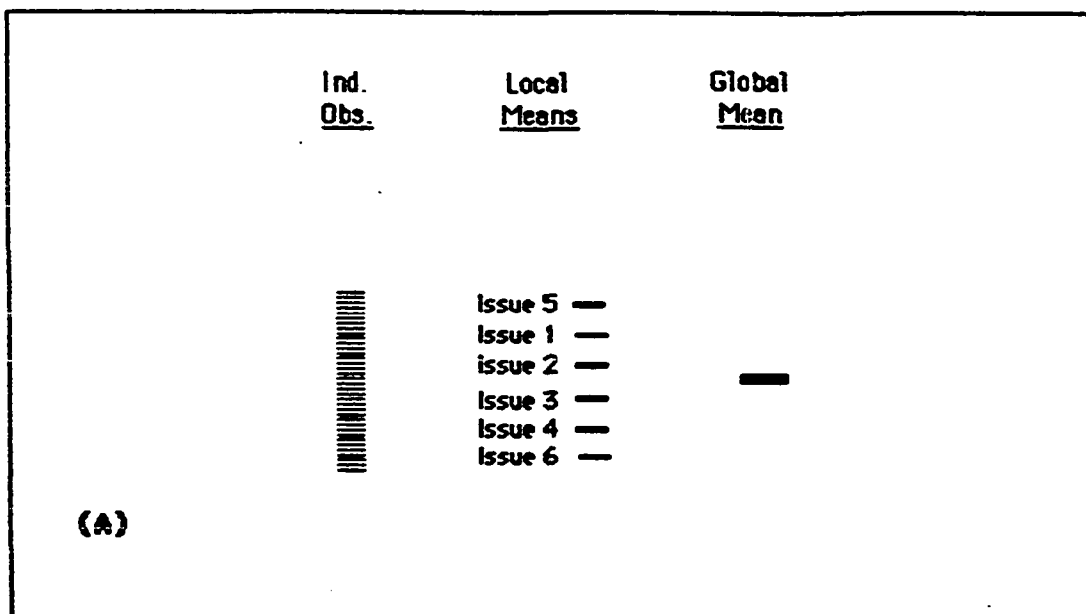 Ind. Local Global
Obs. Means Mean
Issue 5
Issue 1
issue 2
Issue 3
Issue 4
Issue 6
(A)